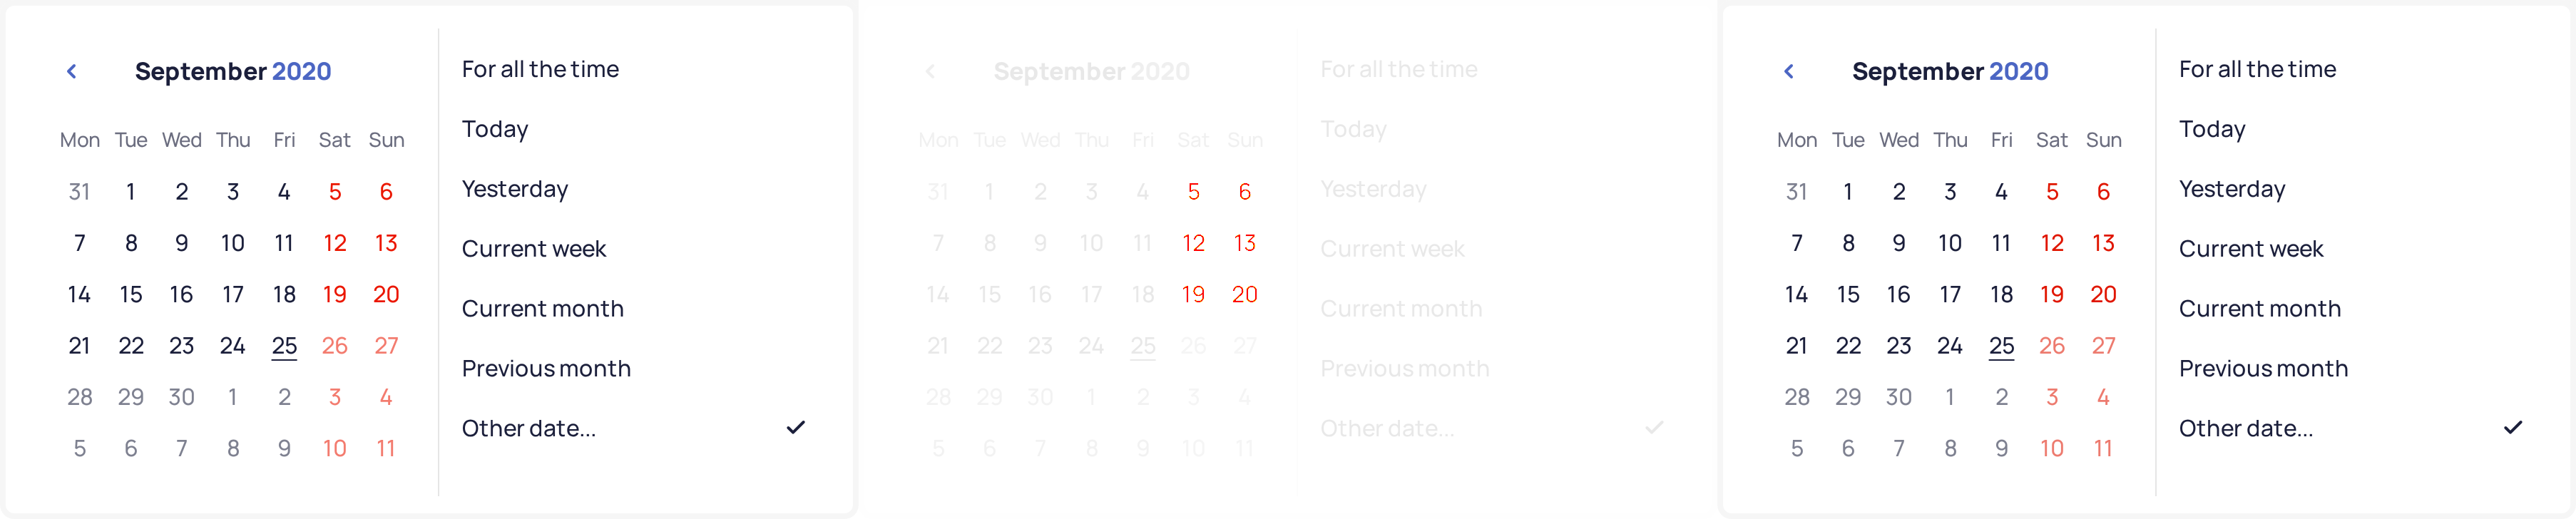 September 2020
Mon Tue Wed Thu Fri Sat Sun
31 1 2 3 4 5 6
7 8 9 10 11 12 13
14 15 16 17 18 19 20
21 22 23 24 25 26 27
28 29 30 1 2 3 4
5 6 7 8 9 10 11
For all the time
Today
Yesterday
Current week
Current month
Previous month
Other date...
September 2020
Mon Tue Wed Thu Fri Sat Sun
31 1 2 3 4 5 6
7 8 9 10 11 12 13
14 15 16 17 18 19 20
21 22 23 24 25 26 27
28 29 30 1 2 3 4
5 6 7 8 9 10 11
For all the time
Today
Yesterday
Current week
Current month
Previous month
Other date...
September 2020
Mon Tue Wed Thu Fri Sat Sun
31 1 2 3 4 5 6
7 8 9 10 11 12 13
14 15 16 17 18 19 20
21 22 23 24 25 26 27
28 29 30 1 2 3 4
5 6 7 8 9 10 11
For all the time
Today
Yesterday
Current week
Current month
Previous month
Other date...